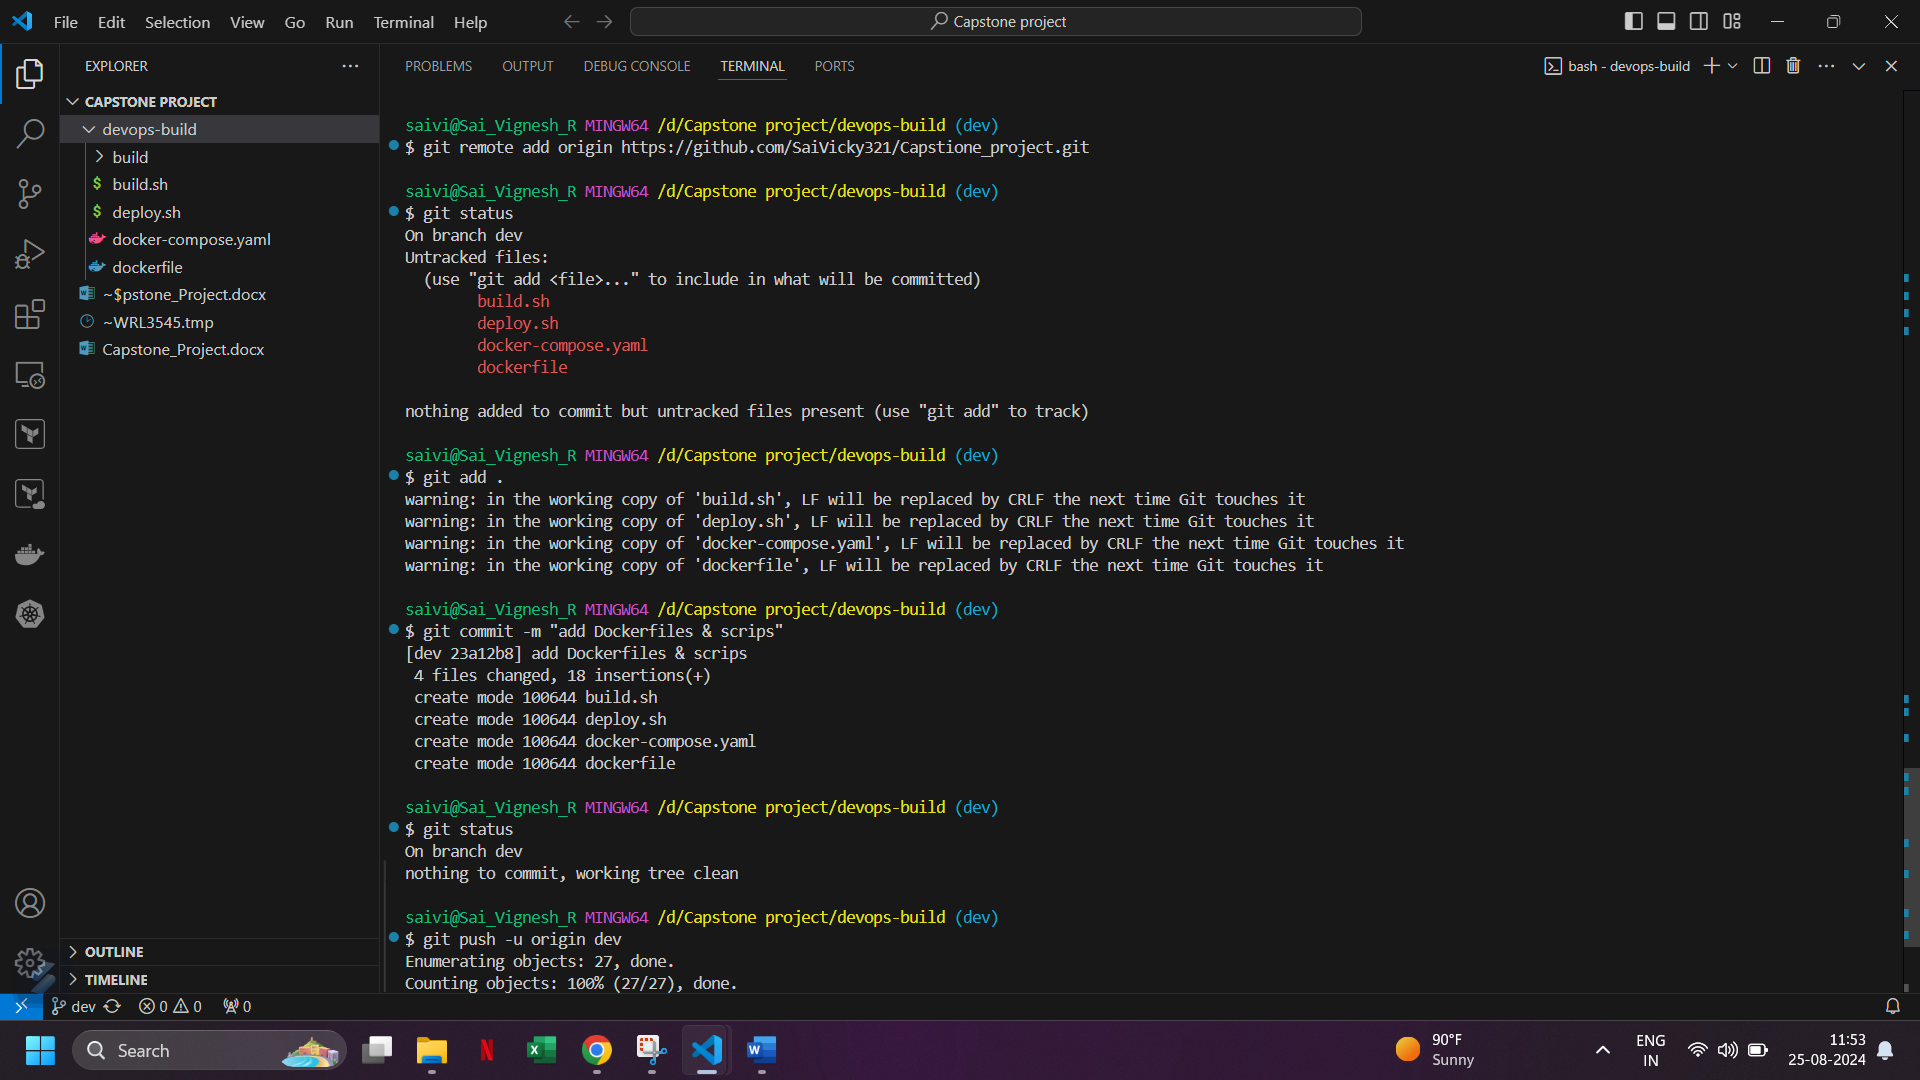 File Edit Selection View Go Run Terminal Help
Capstone project
EXPLORER
CAPSTONE PROJECT
devops-build
build
$ build.sh
$ deploy.sh
docker-compose.yaml
dockerfile
~$pstone_Project.docx
~WRL3545.tmp
Capstone_Project.docx
OUTLINE
TIMELINE
PROBLEMS OUTPUT DEBUG CONSOLE TERMINAL PORTS
bash - devops-build
saivi@Sai_Vignesh_R MINGW64 /d/Capstone project/devops-build (dev)
$ git remote add origin https://github.com/SaiVicky321/Capstione_project.git
saivi@Sai_Vignesh_R MINGW64 /d/Capstone project/devops-build (dev)
$ git status
On branch dev
Untracked files:
(use "git add <file>..." to include in what will be committed)
build.sh
deploy.sh
docker-compose.yaml
dockerfile
nothing added to commit but untracked files present (use "git add" to track)
saivi@Sai_Vignesh_R MINGW64 /d/Capstone project/devops-build (dev)
$ git add .
warning: in the working copy of 'build.sh', LF will be replaced by CRLF the next time Git touches it
warning: in the working copy of 'deploy.sh', LF will be replaced by CRLF the next time Git touches it
warning: in the working copy of 'docker-compose.yaml', LF will be replaced by CRLF the next time Git touches it
warning: in the working copy of 'dockerfile', LF will be replaced by CRLF the next time Git touches it
saivi@Sai_Vignesh_R MINGW64 /d/Capstone project/devops-build (dev)
$ git commit -m "add Dockerfiles & scrips"
[dev 23a12b8] add Dockerfiles & scrips
4 files changed, 18 insertions(+)
create mode 100644 build.sh
create mode 100644 deploy.sh
create mode 100644 docker-compose.yaml
create mode 100644 dockerfile
saivi@Sai_Vignesh_R MINGW64 /d/Capstone project/devops-build (dev)
$ git status
On branch dev
nothing to commit, working tree clean
saivi@Sai_Vignesh_R MINGW64 /d/Capstone project/devops-build (dev)
$ git push -u origin dev
Enumerating objects: 27, done.
Counting objects: 100% (27/27), done.
dev 0 0 0
Search
90°F
Sunny
ENG
IN
11:53
25-08-2024